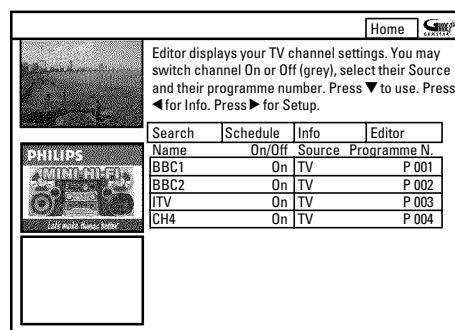 Home GUIDE Plus+
GEMSTAR
Editor displays your TV channel settings. You may
switch channel On or Off (grey), select their Source
and their programme number. Press ▼ to use. Press
◀ for Info. Press ▶ for Setup.
Search Schedule Info Editor
Name On/Off Source Programme N.
BBC1 On TV P 001
BBC2 On TV P 002
ITV On TV P 003
CH4 On TV P 004
PHILIPS
MINI-HI-FI
Let's make things better